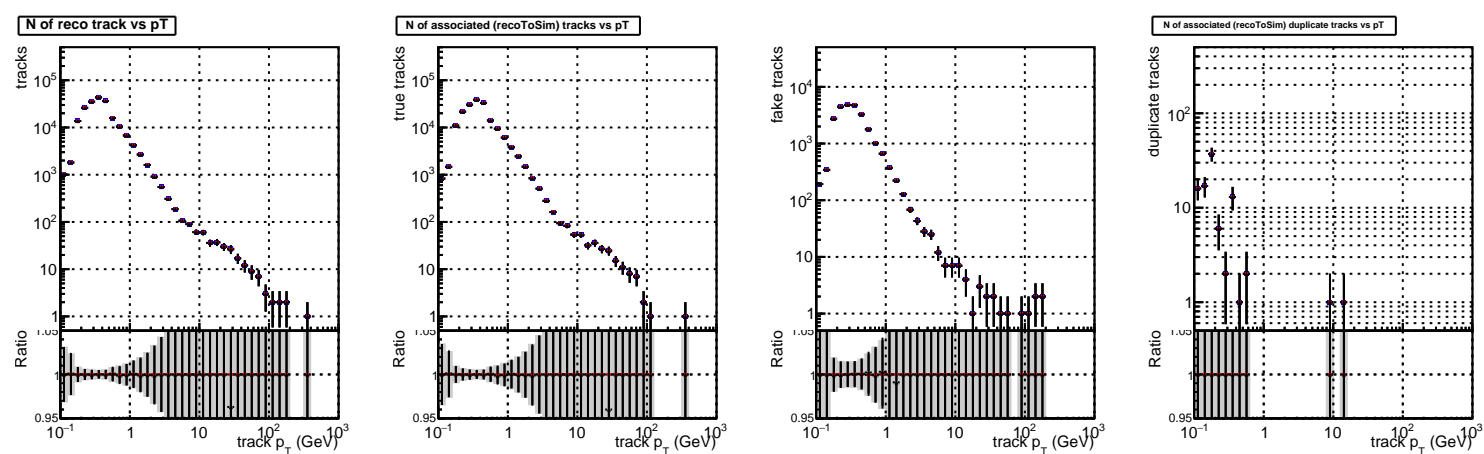 N of reco track vs pT
tracks
10^5
10^4
10^3
10^2
10
1
Ratio
1.05
1
0.95
10^−1 1 10 10^2 10^3
track p_T (GeV)
N of associated (recoToSim) tracks vs pT
true tracks
10^5
10^4
10^3
10^2
10
1
Ratio
1.05
1
0.95
10^−1 1 10 10^2 10^3
track p_T (GeV)
fake tracks
10^4
10^3
10^2
10
1
Ratio
1.05
1
0.95
10^−1 1 10 10^2 10^3
track p_T (GeV)
N of associated (recoToSim) duplicate tracks vs pT
duplicate tracks
10^2
10
1
Ratio
1.05
1
0.95
10^−1 1 10 10^2 10^3
track p_T (GeV)